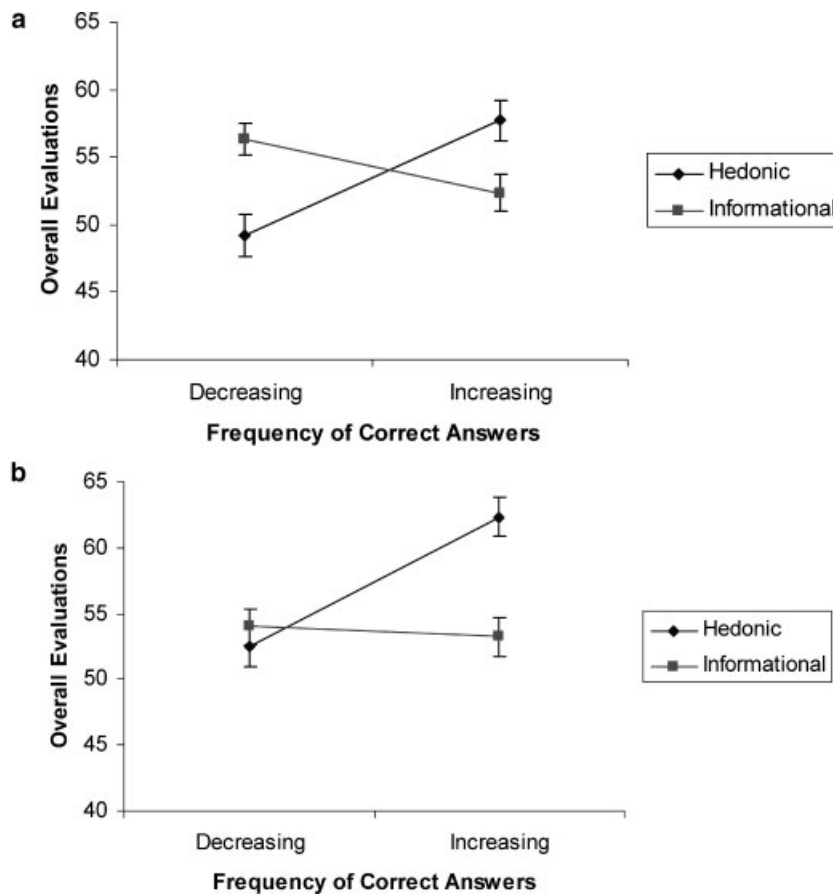 a
65
60
55
50
45
40
Overall Evaluations
Decreasing Increasing
Frequency of Correct Answers
Hedonic
Informational
b
65
60
55
50
45
40
Overall Evaluations
Decreasing Increasing
Frequency of Correct Answers
Hedonic
Informational